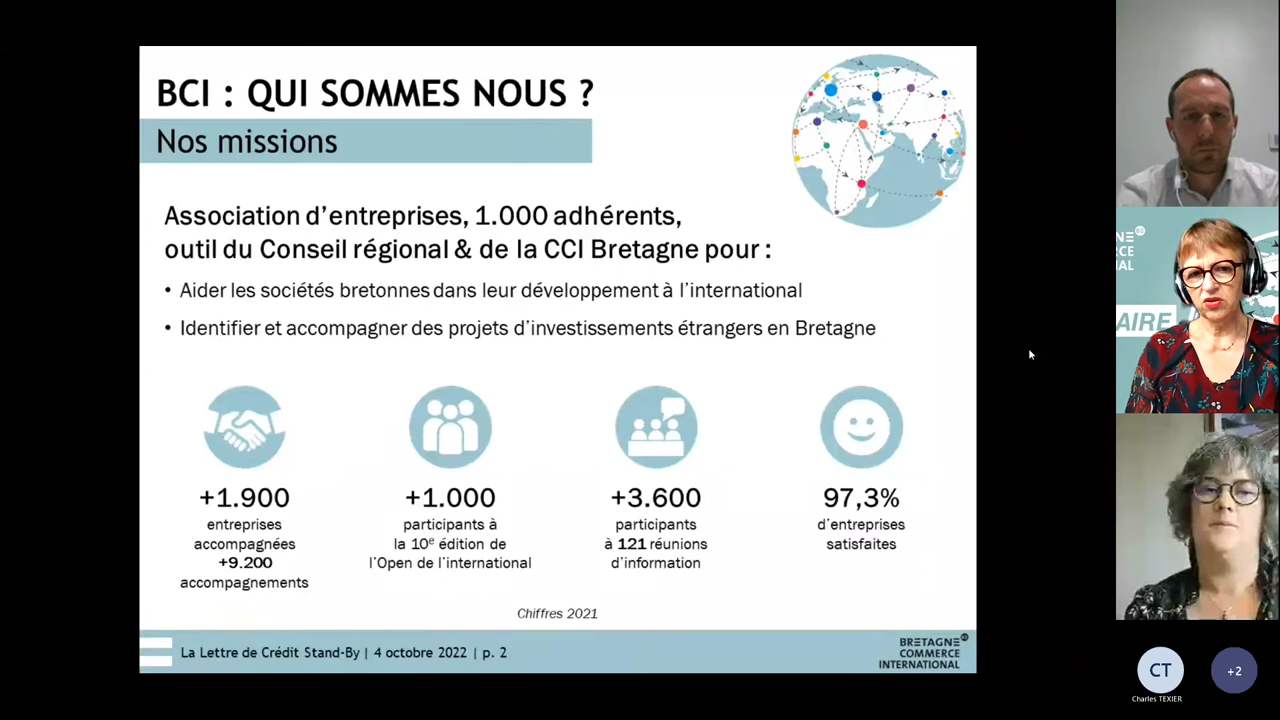 BCI : QUI SOMMES NOUS ?
Nos missions
Association d'entreprises, 1.000 adhérents,
outil du Conseil régional & de la CCI Bretagne pour :
• Aider les sociétés bretonnes dans leur développement à l'international
• Identifier et accompagner des projets d'investissements étrangers en Bretagne
+1.900
entreprises
accompagnées
+9.200
accompagnements
+1.000
participants à
la 10e édition de
l'Open de l'international
+3.600
participants
à 121 réunions
d'information
97,3%
d'entreprises
satisfaites
Chiffres 2021
La Lettre de Crédit Stand-By | 4 octobre 2022 | p. 2
BRETAGNE
COMMERCE
INTERNATIONAL
NE
RCE
NAL
AIRE
CT
Charles TEXIER
+2